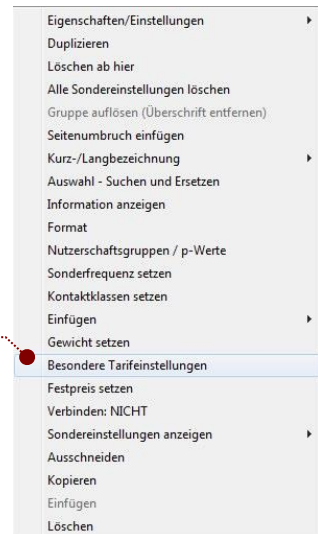 Eigenschaften/Einstellungen
Duplizieren
Löschen ab hier
Alle Sondereinstellungen löschen
Gruppe auflösen (Überschrift entfernen)
Seitenumbruch einfügen
Kurz-/Langbezeichnung
Auswahl - Suchen und Ersetzen
Information anzeigen
Format
Nutzerschaftsgruppen / p-Werte
Sonderfrequenz setzen
Kontaktklassen setzen
Einfügen
Gewicht setzen
Besondere Tarifeinstellungen
Festpreis setzen
Verbinden: NICHT
Sondereinstellungen anzeigen
Ausschneiden
Kopieren
Einfügen
Löschen